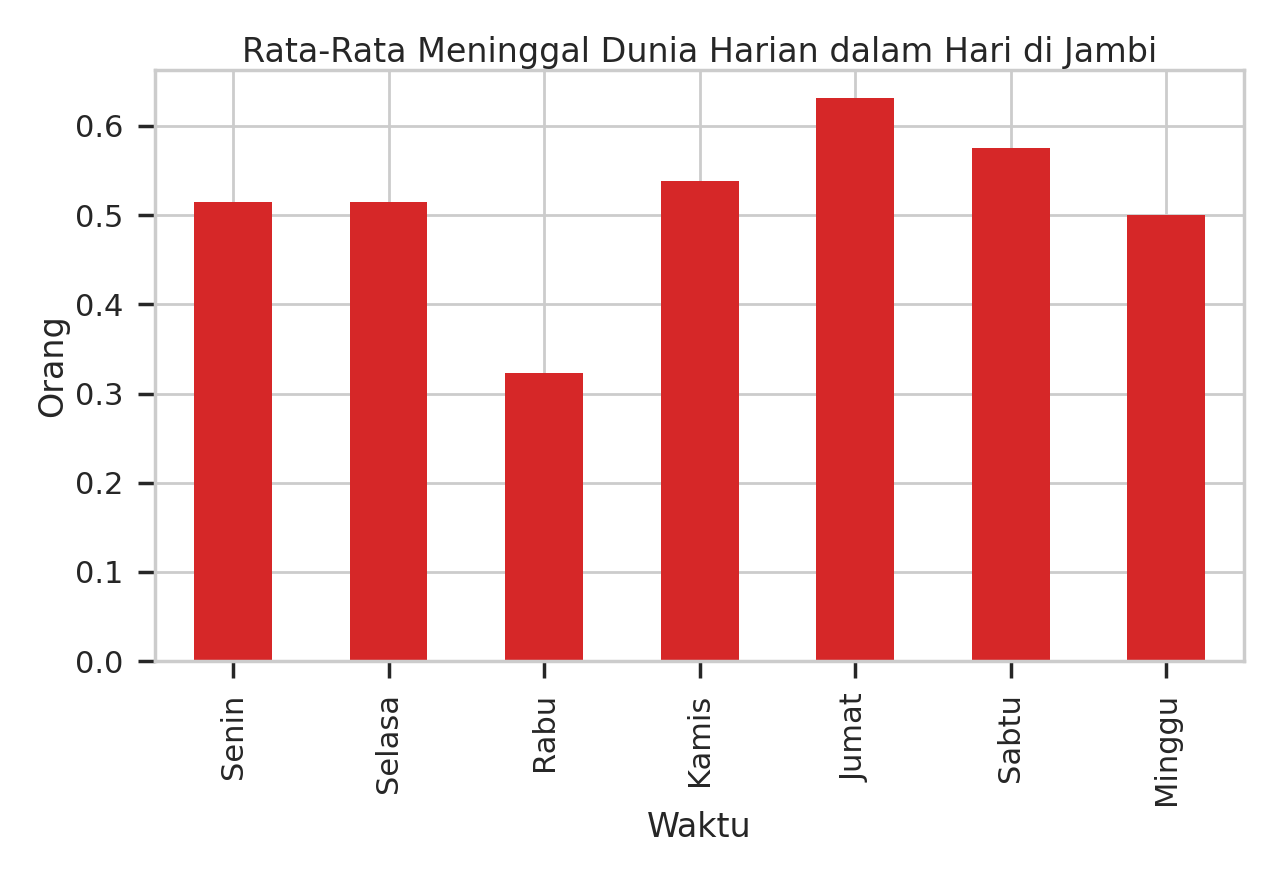 Rata-Rata Meninggal Dunia Harian dalam Hari di Jambi
Orang
0.6
0.5
0.4
0.3
0.2
0.1
0.0
Senin
Selasa
Rabu
Kamis
Jumat
Sabtu
Minggu
Waktu